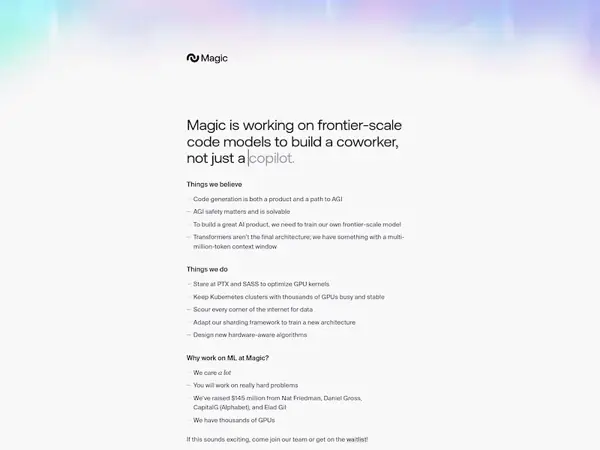 Magic
Magic is working on frontier-scale
code models to build a coworker,
not just a copilot.
Things we believe
– Code generation is both a product and a path to AGI
– AGI safety matters and is solvable
– To build a great AI product, we need to train our own frontier-scale model
– Transformers aren't the final architecture; we have something with a multi-
million-token context window
Things we do
– Stare at PTX and SASS to optimize GPU kernels
– Keep Kubernetes clusters with thousands of GPUs busy and stable
– Scour every corner of the internet for data
– Adapt our sharding framework to train a new architecture
– Design new hardware-aware algorithms
Why work on ML at Magic?
– We care a lot
– You will work on really hard problems
– We've raised $145 million from Nat Friedman, Daniel Gross,
CapitalG (Alphabet), and Elad Gil
– We have thousands of GPUs
If this sounds exciting, come join our team or get on the waitlist!